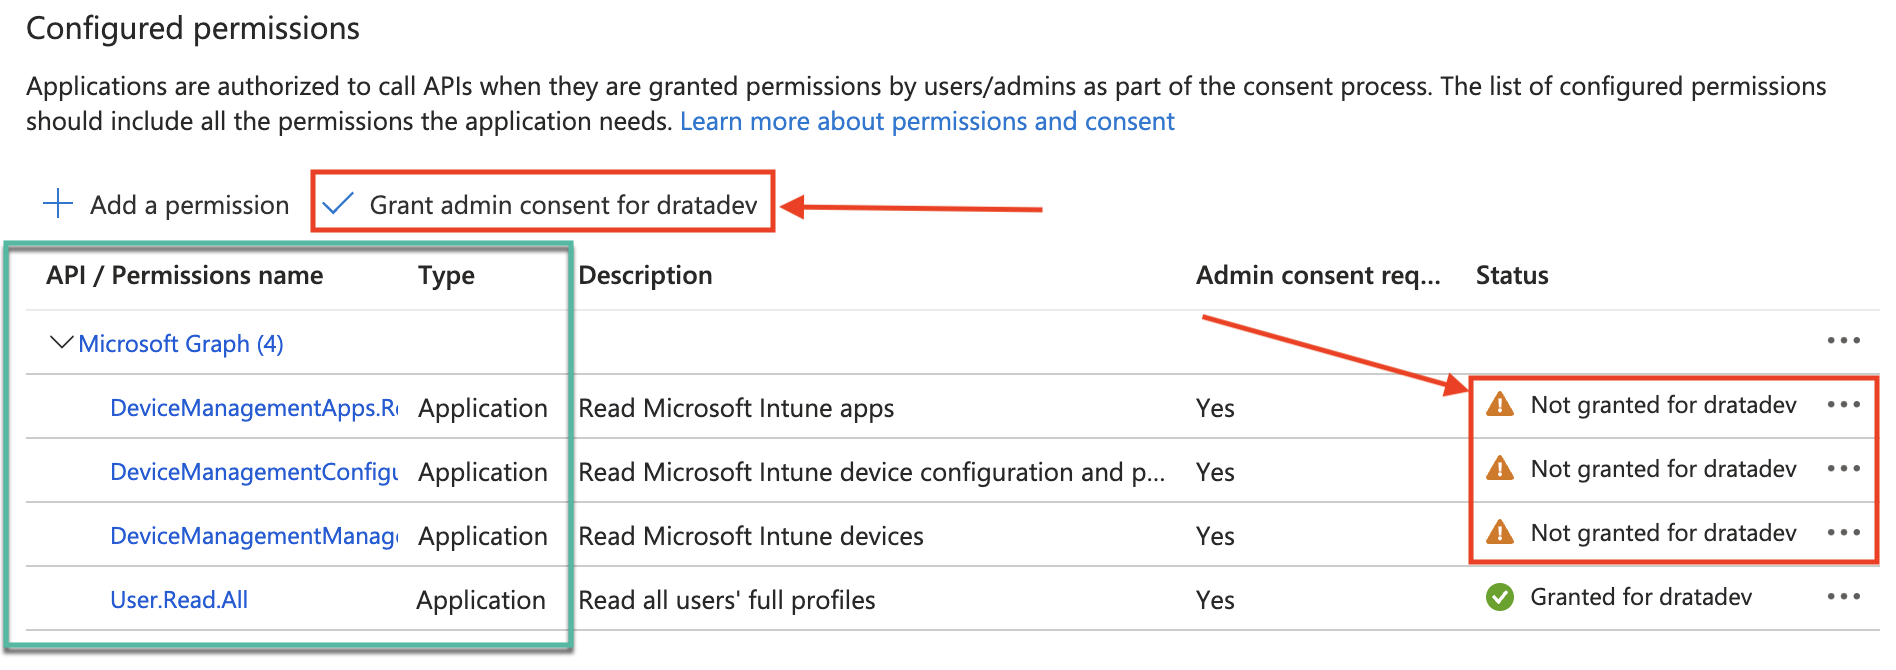 Configured permissions
Applications are authorized to call APIs when they are granted permissions by users/admins as part of the consent process. The list of configured permissions
should include all the permissions the application needs. Learn more about permissions and consent
Add a permission Grant admin consent for dratadev
API / Permissions name Type Description Admin consent req... Status
Microsoft Graph (4)
DeviceManagementApps.Re Application Read Microsoft Intune apps Yes Not granted for dratadev
DeviceManagementConfigu Application Read Microsoft Intune device configuration and p... Yes Not granted for dratadev
DeviceManagementManage Application Read Microsoft Intune devices Yes Not granted for dratadev
User.Read.All Application Read all users' full profiles Yes Granted for dratadev